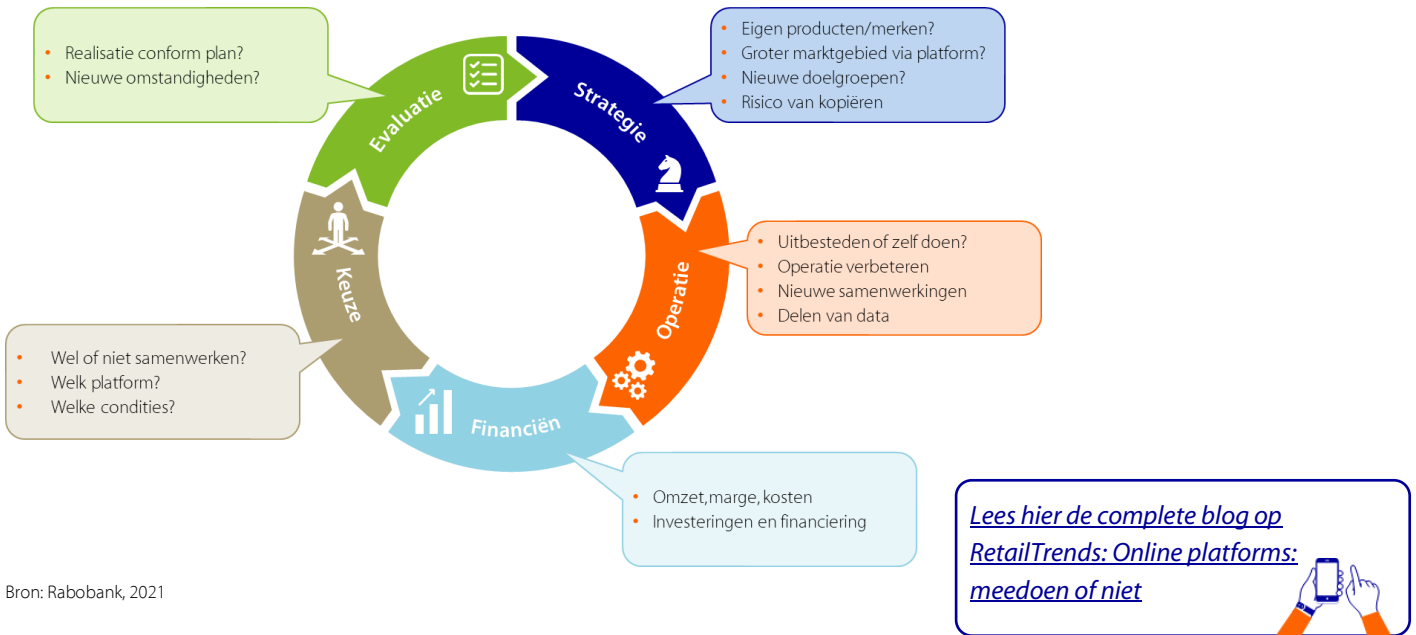 Realisatie conform plan?
Nieuwe omstandigheden?
Evaluatie
Strategie
Eigen producten/merken?
Groter marktgebied via platform?
Nieuwe doelgroepen?
Risico van kopiëren
Operatie
Uitbesteden of zelf doen?
Operatie verbeteren
Nieuwe samenwerkingen
Delen van data
Keuze
Wel of niet samenwerken?
Welk platform?
Welke condities?
Financiën
Omzet, marge, kosten
Investeringen en financiering
Lees hier de complete blog op
RetailTrends: Online platforms:
meedoen of niet
Bron: Rabobank, 2021